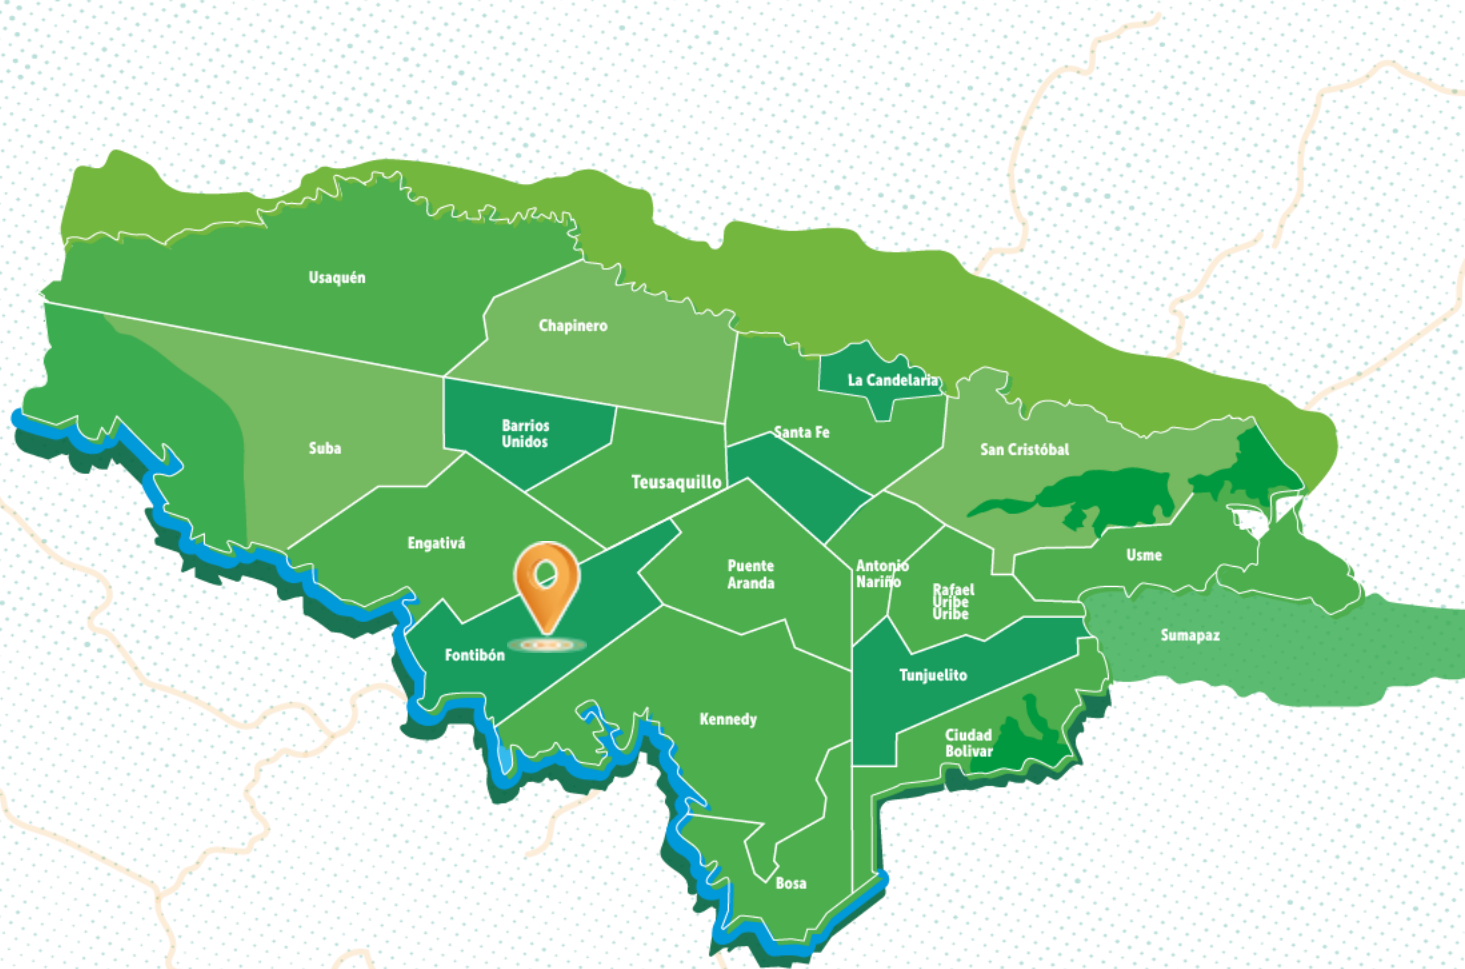 Usaquén
Chapinero
La Candelaria
Barrios
Unidos
Santa Fe
Suba
San Cristóbal
Teusaquillo
Engativá
Usme
Puente
Aranda
Antonio
Nariño
Rafael
Uribe
Uribe
Sumapaz
Fontibón
Tunjuelito
Kennedy
Ciudad
Bolivar
Bosa